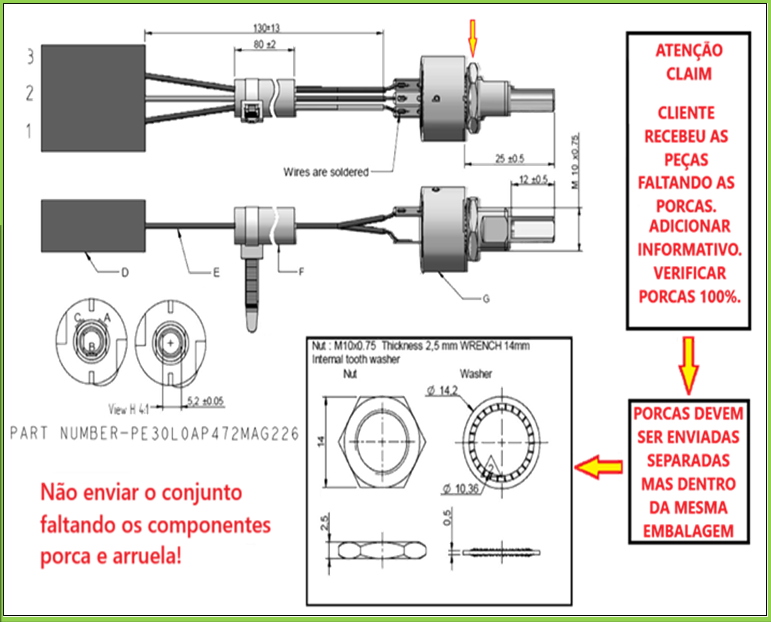 130±13
80 ±2
3
2
1
Wires are soldered
25 ±0.5
M 10 x0.75
12 ±0.5
D
E
F
G
C
A
B
View H 4:1
5,2 ±0.05
PART NUMBER-PE30L0AP472MAG226
Não enviar o conjunto
faltando os componentes
porca e arruela!
Nut : M10x0.75 Thickness 2,5 mm WRENCH 14mm
Internal tooth washer
Nut
Washer
Ø 14,2
14
2
Ø 10,36
2,5
0,5
ATENÇÃO
CLAIM
CLIENTE
RECEBEU AS
PEÇAS
FALTANDO AS
PORCAS.
ADICIONAR
INFORMATIVO.
VERIFICAR
PORCAS 100%.
PORCAS DEVEM
SER ENVIADAS
SEPARADAS
MAS DENTRO
DA MESMA
EMBALAGEM